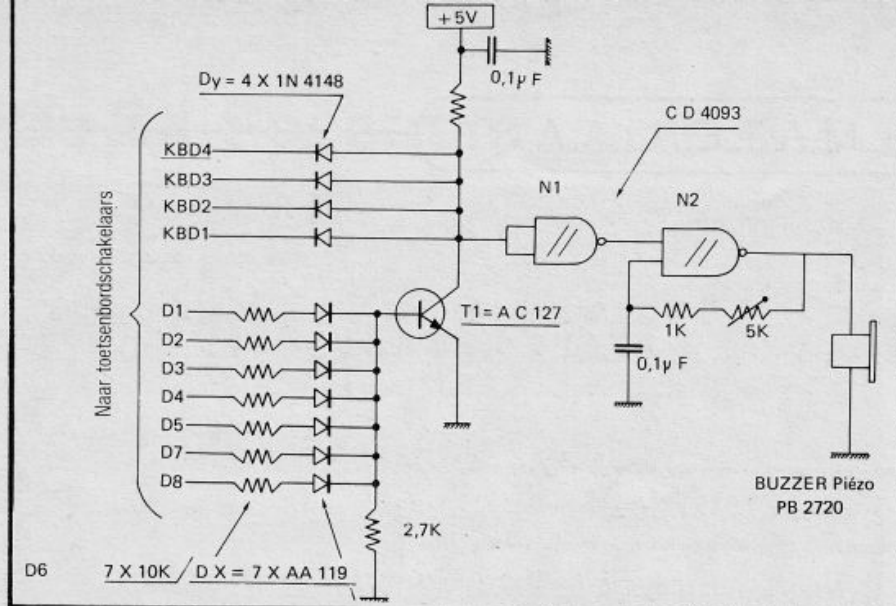 +5V
0,1µ F
Dy = 4 X 1N 4148
C D 4093
KBD4
KBD3
KBD2
KBD1
N1
N2
Naar toetsenbordschakelaars
D1
D2
D3
D4
D5
D7
D8
T1= A C 127
1K
5K
0,1µ F
BUZZER Piézo
PB 2720
2,7K
D6
7 X 10K
D X = 7 X AA 119